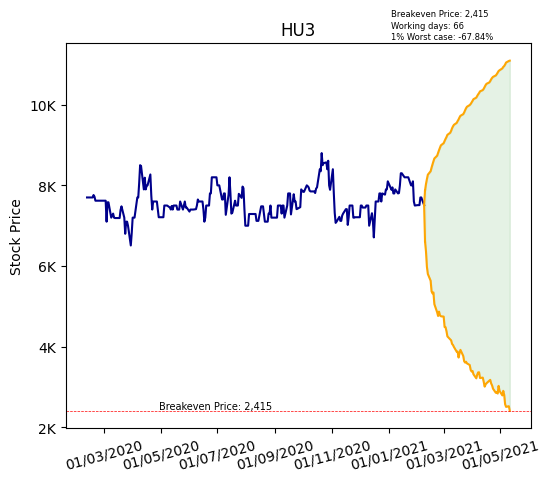 Breakeven Price: 2,415
Working days: 66
1% Worst case: -67.84%
HU3
Stock Price
10K
8K
6K
4K
2K
Breakeven Price: 2,415
01/03/2020
01/05/2020
01/07/2020
01/09/2020
01/11/2020
01/01/2021
01/03/2021
01/05/2021